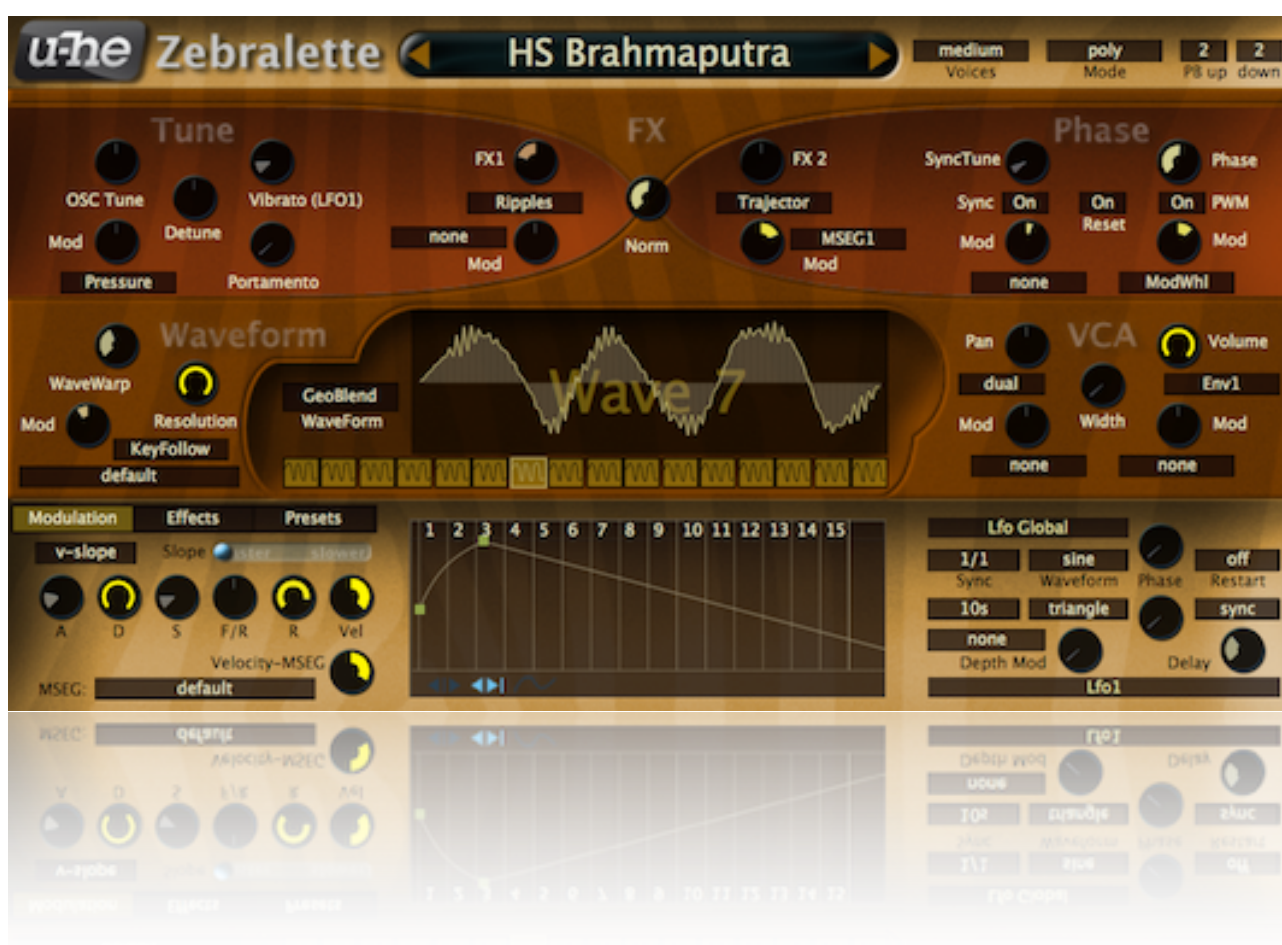 u-he Zebralette HS Brahmaputra medium poly 2 2
Voices Mode PB up down
Tune FX Phase
FX1 FX 2 SyncTune Phase
OSC Tune Vibrato (LFO1) Ripples Trajector Sync On On On PWM
Detune Reset
Mod none Norm MSEG1 Mod Mod
Mod Mod
Pressure Portamento none ModWhl
Waveform Pan VCA Volume
WaveWarp dual Env1
GeoBlend Wave 7
Mod Resolution WaveForm Mod Width Mod
KeyFollow
default none none
Modulation Effects Presets 1 2 3 4 5 6 7 8 9 10 11 12 13 14 15 Lfo Global
v-slope Slope slower 1/1 sine off
Sync Waveform Phase Restart
10s triangle sync
A D S F/R R Vel none
Velocity-MSEG Depth Mod Delay
MSEG: default Lfo1